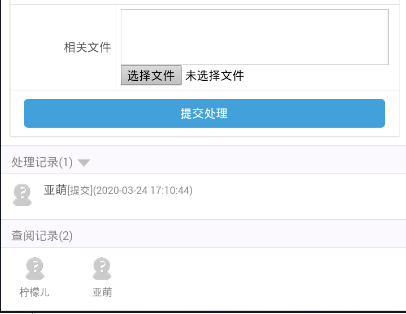 相关文件
选择文件 未选择文件
提交处理
处理记录(1)
亚萌[提交](2020-03-24 17:10:44)
查阅记录(2)
柠檬儿 亚萌